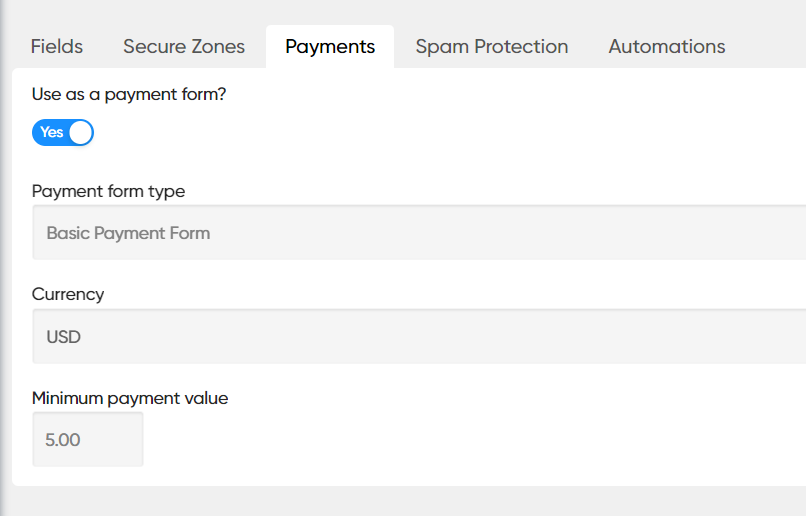 Fields Secure Zones Payments Spam Protection Automations
Use as a payment form?
Yes
Payment form type
Basic Payment Form
Currency
USD
Minimum payment value
5.00